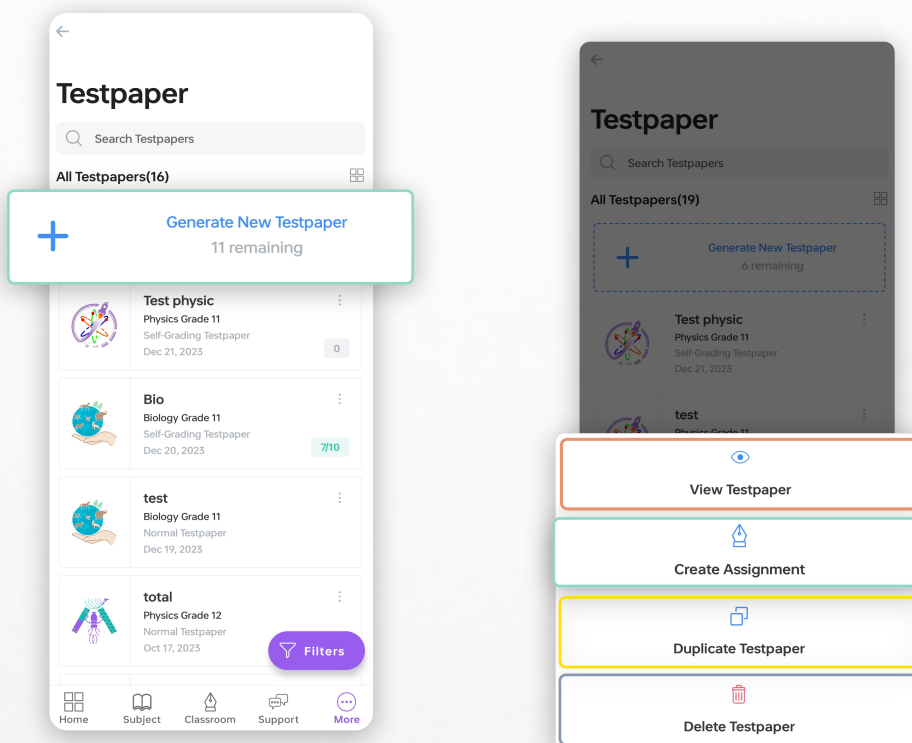 Testpaper
Search Testpapers
All Testpapers(16)
Generate New Testpaper
11 remaining
Test physic
Physics Grade 11
Self-Grading Testpaper
Dec 21, 2023
0
Bio
Biology Grade 11
Self-Grading Testpaper
Dec 20, 2023
7/10
test
Biology Grade 11
Normal Testpaper
Dec 19, 2023
total
Physics Grade 12
Normal Testpaper
Oct 17, 2023
Filters
Home
Subject
Classroom
Support
More
Testpaper
Search Testpapers
All Testpapers(19)
Generate New Testpaper
6 remaining
Test physic
Physics Grade 11
Self-Grading Testpaper
Dec 21, 2023
test
Physics Grade 11
View Testpaper
Create Assignment
Duplicate Testpaper
Delete Testpaper